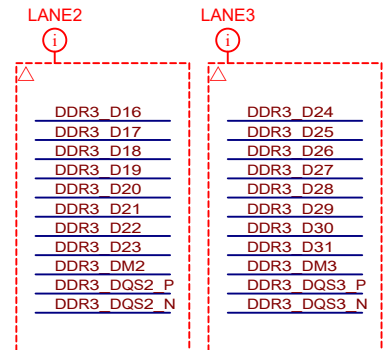 LANE2
i
DDR3_D16
DDR3_D17
DDR3_D18
DDR3_D19
DDR3_D20
DDR3_D21
DDR3_D22
DDR3_D23
DDR3_DM2
DDR3_DQS2_P
DDR3_DQS2_N
LANE3
i
DDR3_D24
DDR3_D25
DDR3_D26
DDR3_D27
DDR3_D28
DDR3_D29
DDR3_D30
DDR3_D31
DDR3_DM3
DDR3_DQS3_P
DDR3_DQS3_N